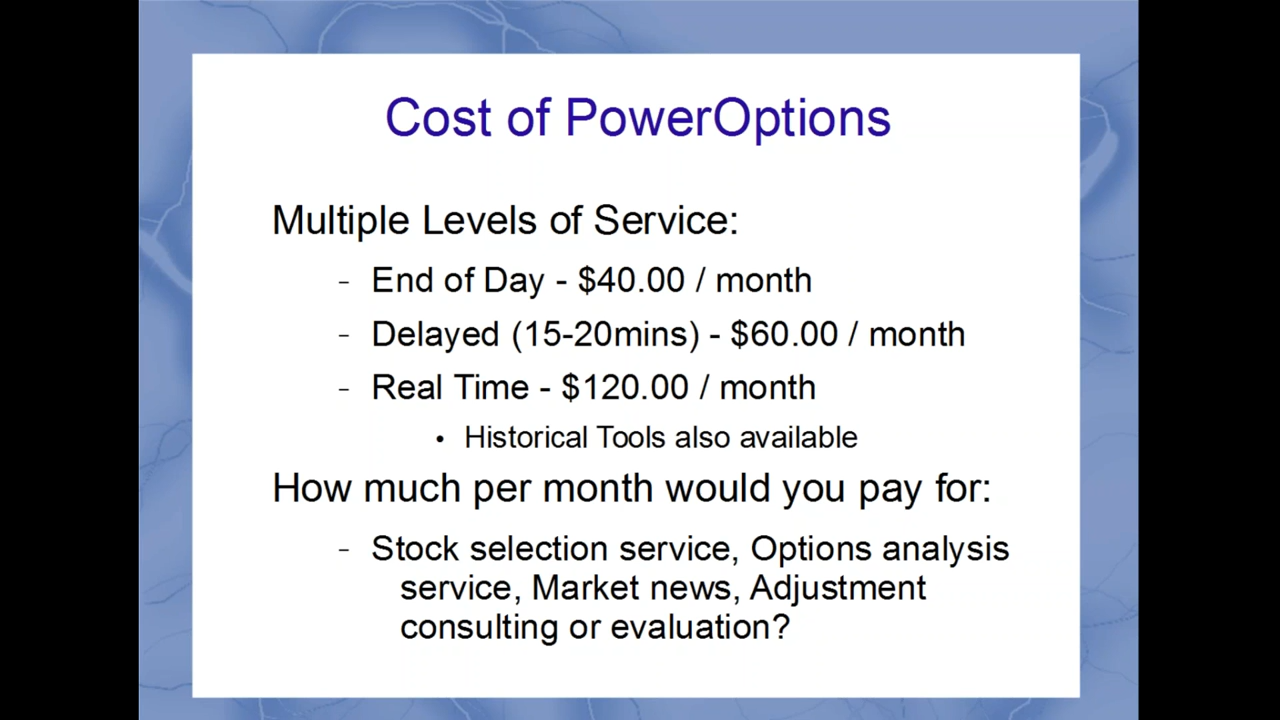 Cost of PowerOptions
Multiple Levels of Service:
- End of Day - $40.00 / month
- Delayed (15-20mins) - $60.00 / month
- Real Time - $120.00 / month
• Historical Tools also available
How much per month would you pay for:
- Stock selection service, Options analysis
service, Market news, Adjustment
consulting or evaluation?